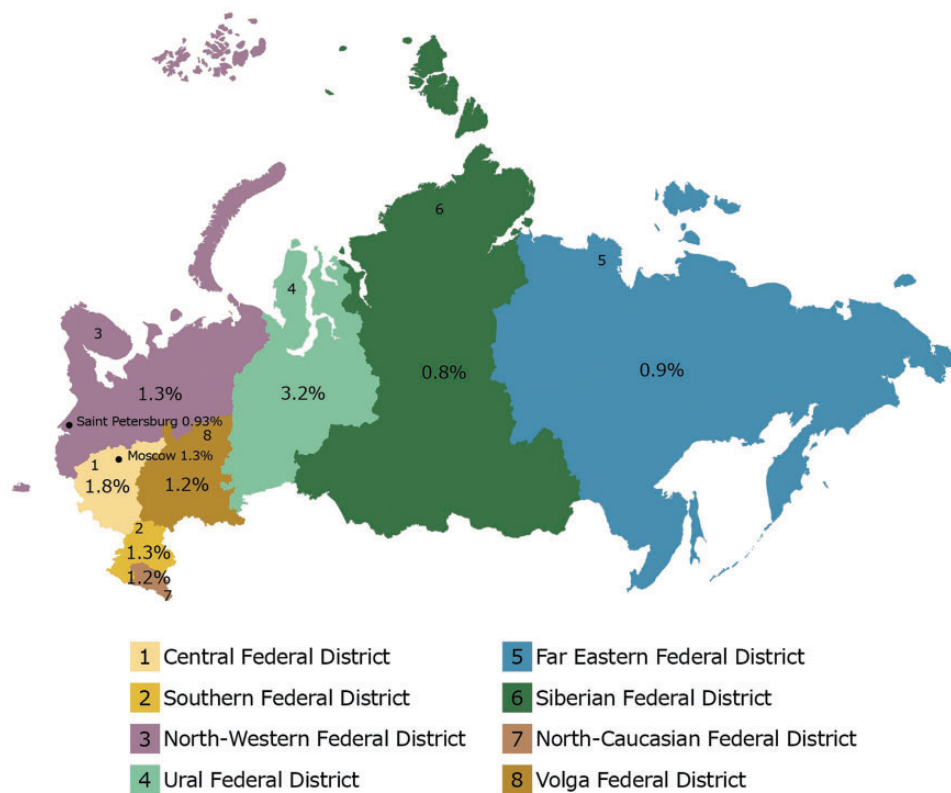 6
5
4
3
0.8%
0.9%
1.3%
3.2%
Saint Petersburg 0.93%
8
Moscow 1.3%
1
1.8%
1.2%
2
1.3%
1.2%
7
1 Central Federal District
2 Southern Federal District
3 North-Western Federal District
4 Ural Federal District
5 Far Eastern Federal District
6 Siberian Federal District
7 North-Caucasian Federal District
8 Volga Federal District